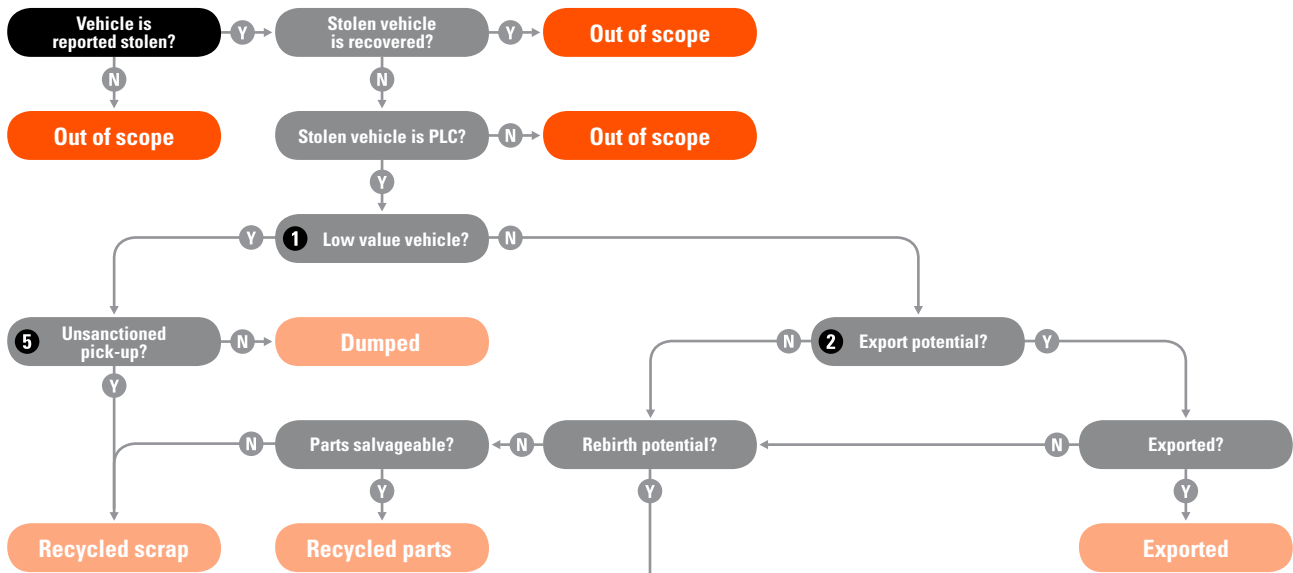 Vehicle is
reported stolen?
Y
Stolen vehicle
is recovered?
Y
Out of scope
N
N
Out of scope
Stolen vehicle is PLC?
N
Out of scope
Y
Y
1 Low value vehicle?
N
5 Unsanctioned
pick-up?
N
Dumped
N
2 Export potential?
Y
Y
N
Parts salvageable?
N
Rebirth potential?
N
Exported?
Y
Y
Y
Recycled scrap
Recycled parts
Exported